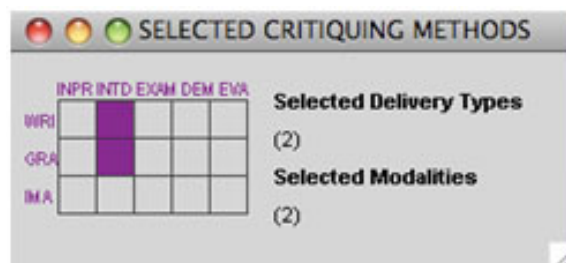 SELECTED CRITIQUING METHODS
INPR INTD EXAM DEM EVA
WRI
GRA
IMA
Selected Delivery Types
(2)
Selected Modalities
(2)